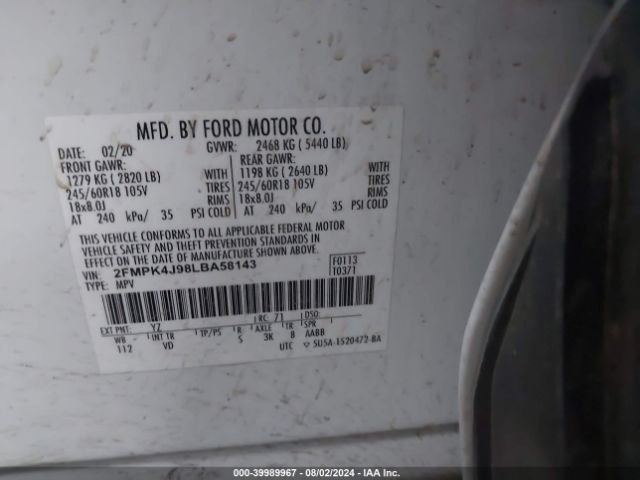 MFD. BY FORD MOTOR CO.
DATE: 02/20 GVWR: 2468 KG ( 5440 LB)
FRONT GAWR: REAR GAWR:
1279 KG ( 2820 LB) WITH 1198 KG ( 2640 LB) WITH
245/60R18 105V TIRES 245/60R18 105V TIRES
18x8.0J RIMS 18x8.0J RIMS
AT 240 kPa/ 35 PSI COLD AT 240 kPa/ 35 PSI COLD
THIS VEHICLE CONFORMS TO ALL APPLICABLE FEDERAL MOTOR
VEHICLE SAFETY AND THEFT PREVENTION STANDARDS IN
EFFECT ON THE DATE OF MANUFACTURE SHOWN ABOVE.
VIN: 2FMPK4J98LBA58143 F0113
TYPE: MPV T0371
EXT PNT: YZ RC: 71 DSO:
WB INT TR TP/PS R AXLE TR SPR
112 VD S 3K 8 AABB
UTC 5U5A-1520472-BA
000-39989967 - 08/02/2024 - IAA Inc.